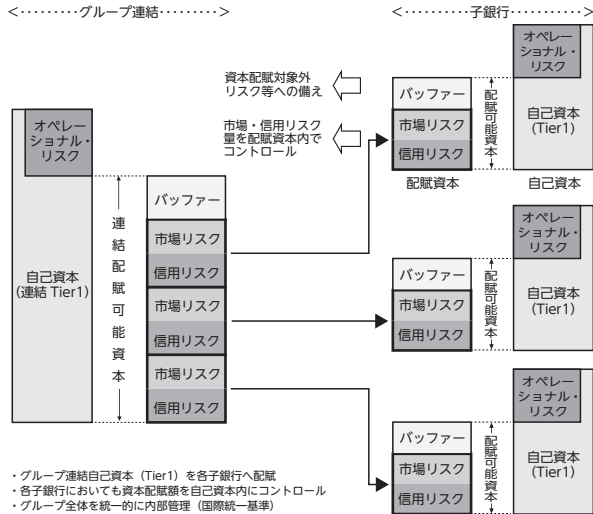 <………グループ連結………>
オペレー
ショナル・
リスク
自己資本
(連結 Tier1)
連結配賦可能資本
バッファー
市場リスク
信用リスク
市場リスク
信用リスク
市場リスク
信用リスク
資本配賦対象外
リスク等への備え
市場・信用リスク
量を配賦資本内で
コントロール
<………子銀行…………>
バッファー
市場リスク
信用リスク
配賦資本
配賦可能資本
オペレー
ショナル・
リスク
自己資本
(Tier1)
自己資本
バッファー
市場リスク
信用リスク
配賦可能資本
オペレー
ショナル・
リスク
自己資本
(Tier1)
バッファー
市場リスク
信用リスク
配賦可能資本
オペレー
ショナル・
リスク
自己資本
(Tier1)
・グループ連結自己資本（Tier1）を各子銀行へ配賦
・各子銀行においても資本配賦額を自己資本内にコントロール
・グループ全体を統一的に内部管理（国際統一基準）